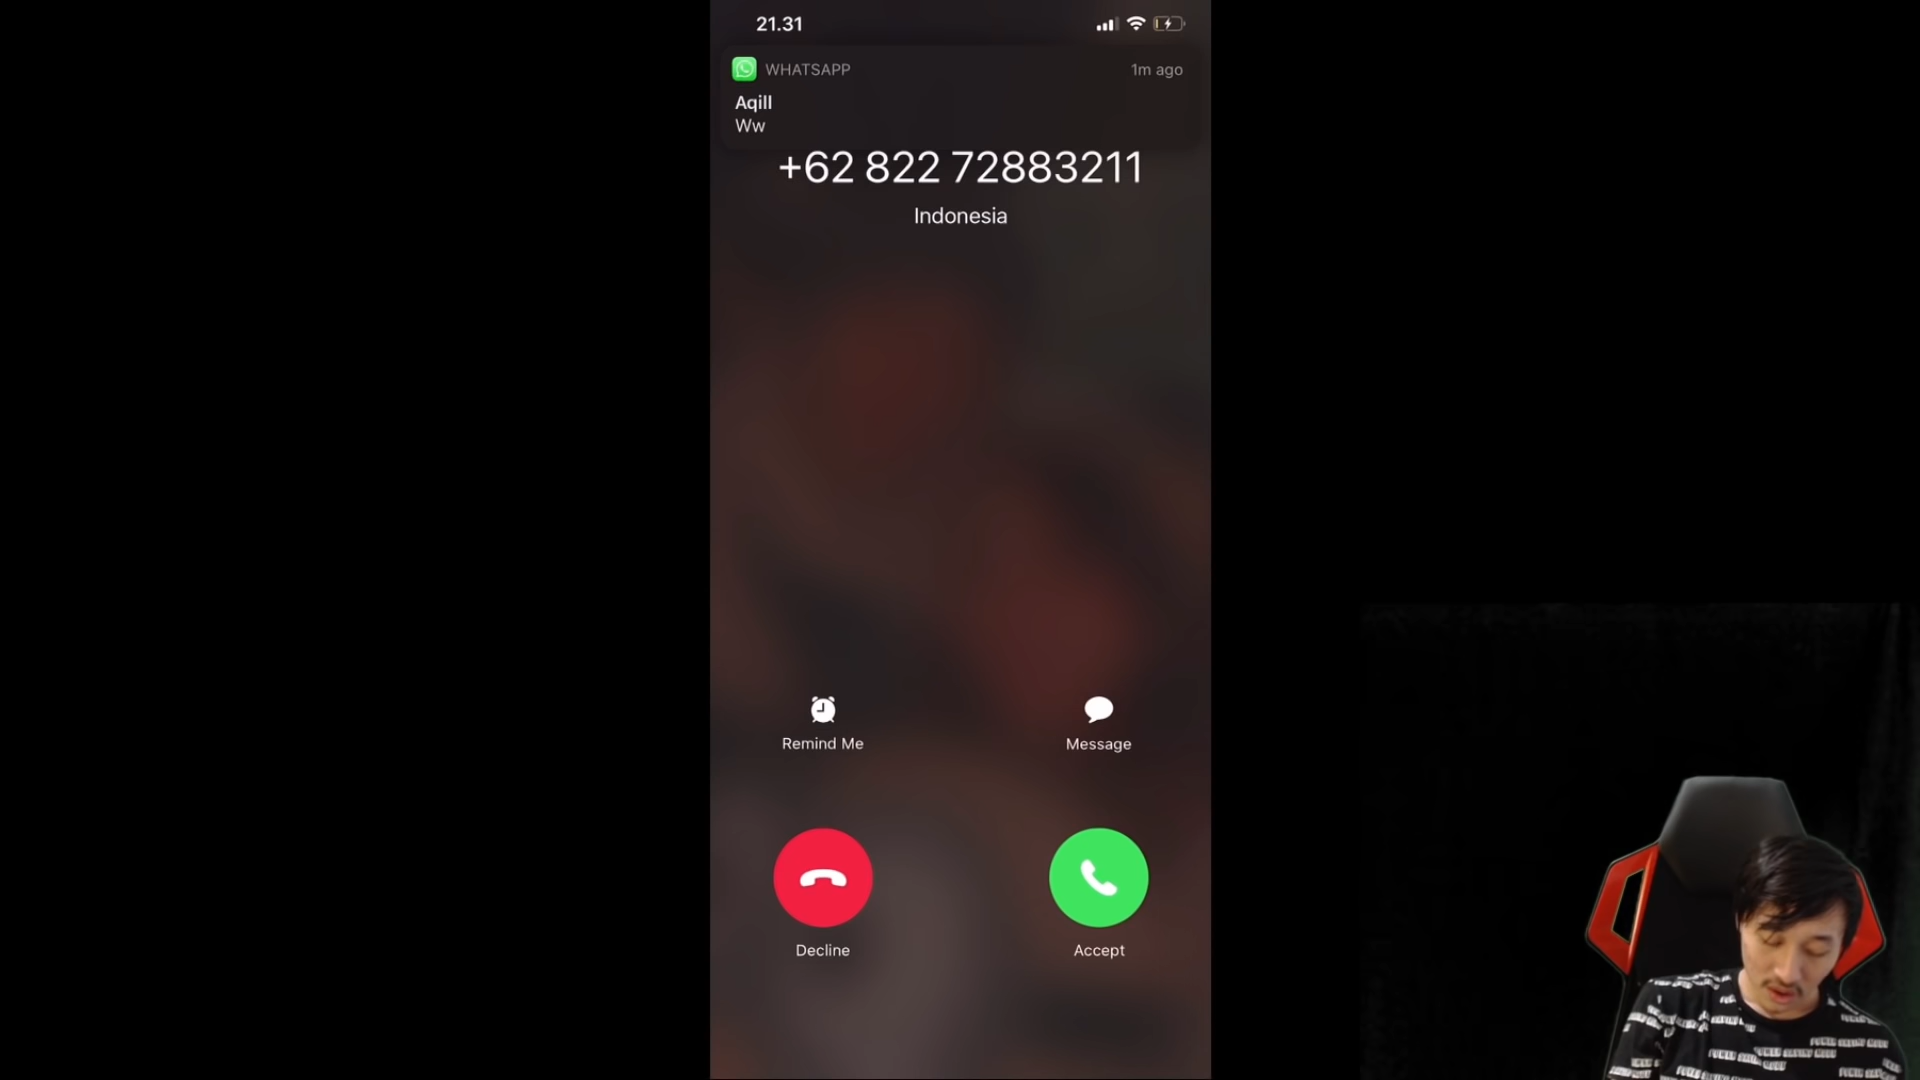 21.31
WHATSAPP
1m ago
Aqill
Ww
+62 822 72883211
Indonesia
Remind Me
Message
Decline
Accept